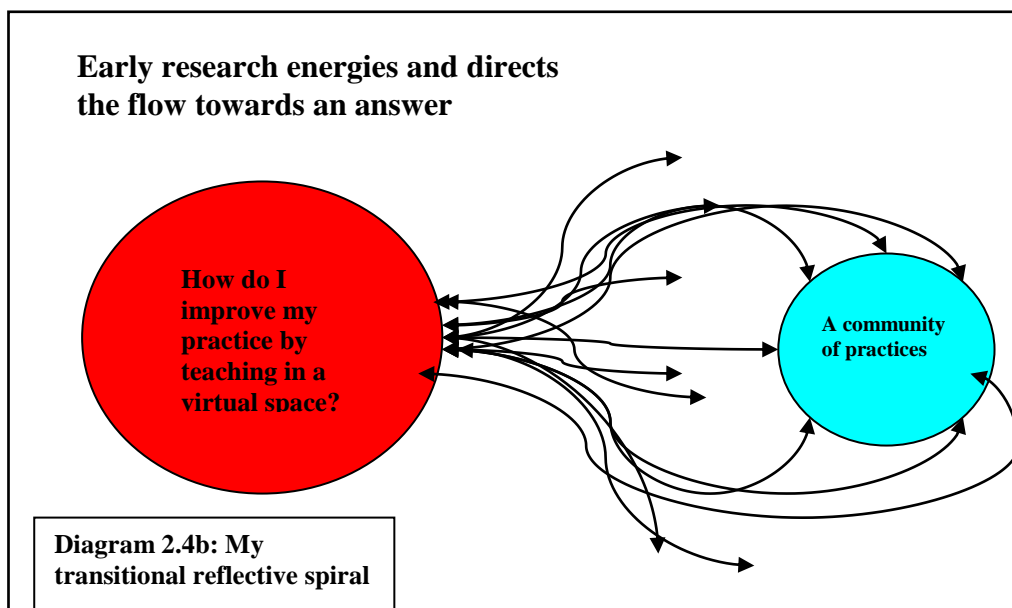 Early research energies and directs
the flow towards an answer
How do I
improve my
practice by
teaching in a
virtual space?
A community
of practices
Diagram 2.4b: My
transitional reflective spiral